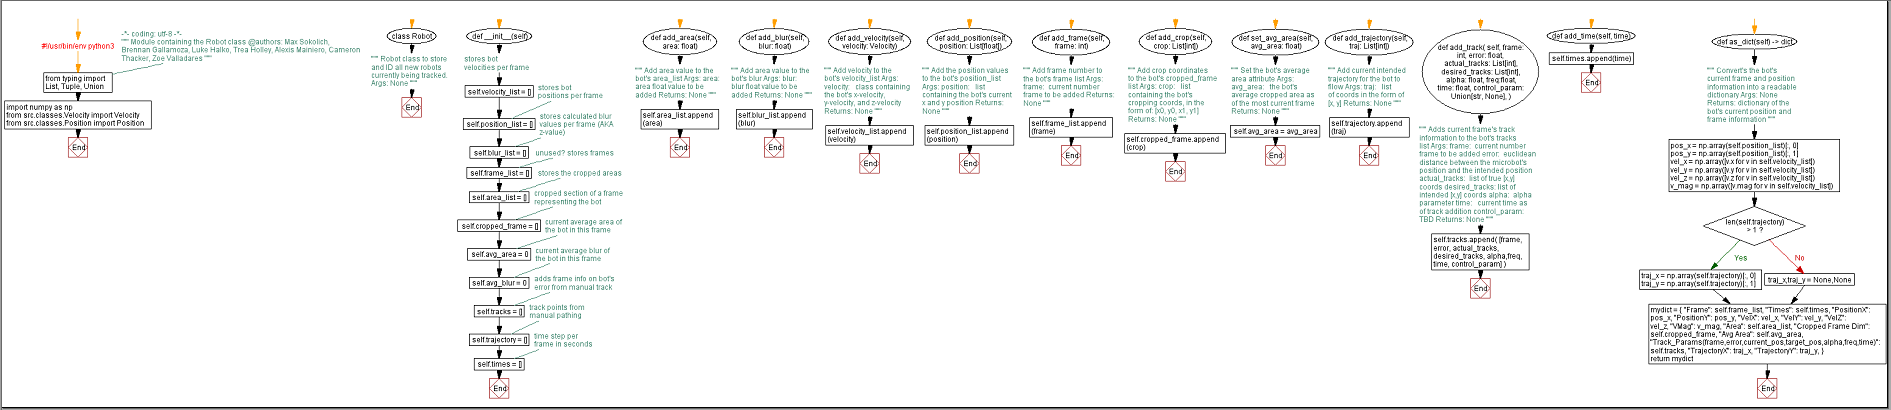 #!/usr/bin/env python3
-*- coding: utf-8 -*-
""" Module containing the Robot class @authors: Max Sokolich,
Brennan Gallamoza, Luke Halko, Trea Holley, Alexis Mainiero, Cameron
Thacker, Zoe Valladares """
from typing import
List, Tuple, Union
import numpy as np
from src.classes.Velocity import Velocity
from src.classes.Position import Position
End
class Robot
""" Robot class to store
and ID all new robots
currently being tracked.
Args: None """
End
def __init__(self)
stores bot
velocities per frame
self.velocity_list = []
stores bot
positions per frame
self.position_list = []
stores calculated blur
values per frame (AKA
z-value)
self.blur_list = []
unused? stores frames
self.frame_list = []
stores the cropped areas
self.area_list = []
cropped section of a frame
representing the bot
self.cropped_frame = []
current average area of
the bot in this frame
self.avg_area = 0
current average blur of
the bot in this frame
self.avg_blur = 0
adds frame info on bot's
error from manual track
self.tracks = []
track points from
manual pathing
self.trajectory = []
time step per
frame in seconds
self.times = []
End
def add_area(self,
area: float)
""" Add area value to the
bot's area_list Args: area:
area float value to be
added Returns: None """
self.area_list.append
(area)
End
def add_blur(self,
blur: float)
""" Add area value to the
bot's blur Args: blur:
blur float value to be
added Returns: None """
self.blur_list.append
(blur)
End
def add_velocity(self,
velocity: Velocity)
""" Add velocity to the
bot's velocity_list Args:
velocity: class containing
the bot's x-velocity,
y-velocity, and z-velocity
Returns: None """
self.velocity_list.append
(velocity)
End
def add_position(self,
position: List[float])
""" Add the position values
to the bot's position_list
Args: position: list
containing the bot's current
x and y position Returns:
None """
self.position_list.append
(position)
End
def add_frame(self,
frame: int)
""" Add frame number to
the bot's frame list Args:
frame: current frame
number to be added Returns:
None """
self.frame_list.append
(frame)
End
def add_crop(self,
crop: List[int])
""" Add crop coordinates
to the bot's cropped_frame
list Args: crop: list
containing the bot's
cropping coords, in the
form of: [x0, y0, x1, y1]
Returns: None """
self.cropped_frame.append
(crop)
End
def set_avg_area(self,
avg_area: float)
""" Set the bot's average
area attribute Args:
avg_area: the bot's
average cropped area as
of the most current frame
Returns: None """
self.avg_area = avg_area
End
def add_trajectory(self,
traj: List[int])
""" Add current intended
trajectory for the bot to
flow Args: traj: list
of coords in the form of
[x, y] Returns: None """
self.trajectory.append
(traj)
End
def add_track( self, frame:
int, error: float,
actual_tracks: List[int],
desired_tracks: List[int],
alpha: float, freq:float,
time: float, control_param:
Union[str, None], )
""" Adds current frame's track
information to the bot's tracks
list Args: frame: current number
frame to be added error: euclidean
distance between the microbot's
position and the intended position
actual_tracks: list of true [x,y]
coords desired_tracks: list of
intended [x,y] coords alpha: alpha
parameter time: current time as
of track addition control_param:
TBD Returns: None """
self.tracks.append( [frame,
error, actual_tracks,
desired_tracks, alpha,freq,
time, control_param] )
End
def add_time(self, time)
self.times.append(time)
End
def as_dict(self) -> dict
""" Convert's the bot's
current frame and position
information into a readable
dictionary Args: None
Returns: dictionary of the
bot's current position and
frame information """
pos_x = np.array(self.position_list)[:, 0]
pos_y = np.array(self.position_list)[:, 1]
vel_x = np.array([v.x for v in self.velocity_list])
vel_y = np.array([v.y for v in self.velocity_list])
vel_z = np.array([v.z for v in self.velocity_list])
v_mag = np.array([v.mag for v in self.velocity_list])
len(self.trajectory)
> 1 ?
Yes
No
traj_x = np.array(self.trajectory)[:, 0]
traj_y = np.array(self.trajectory)[:, 1]
traj_x,traj_y = None,None
mydict = { "Frame": self.frame_list, "Times": self.times, "PositionX":
pos_x, "PositionY": pos_y, "VelX": vel_x, "VelY": vel_y, "VelZ":
vel_z, "VMag": v_mag, "Area": self.area_list, "Cropped Frame Dim":
self.cropped_frame, "Avg Area": self.avg_area,
"Track_Params(frame,error,current_pos,target_pos,alpha,freq,time)":
self.tracks, "TrajectoryX": traj_x, "TrajectoryY": traj_y, }
return mydict
End